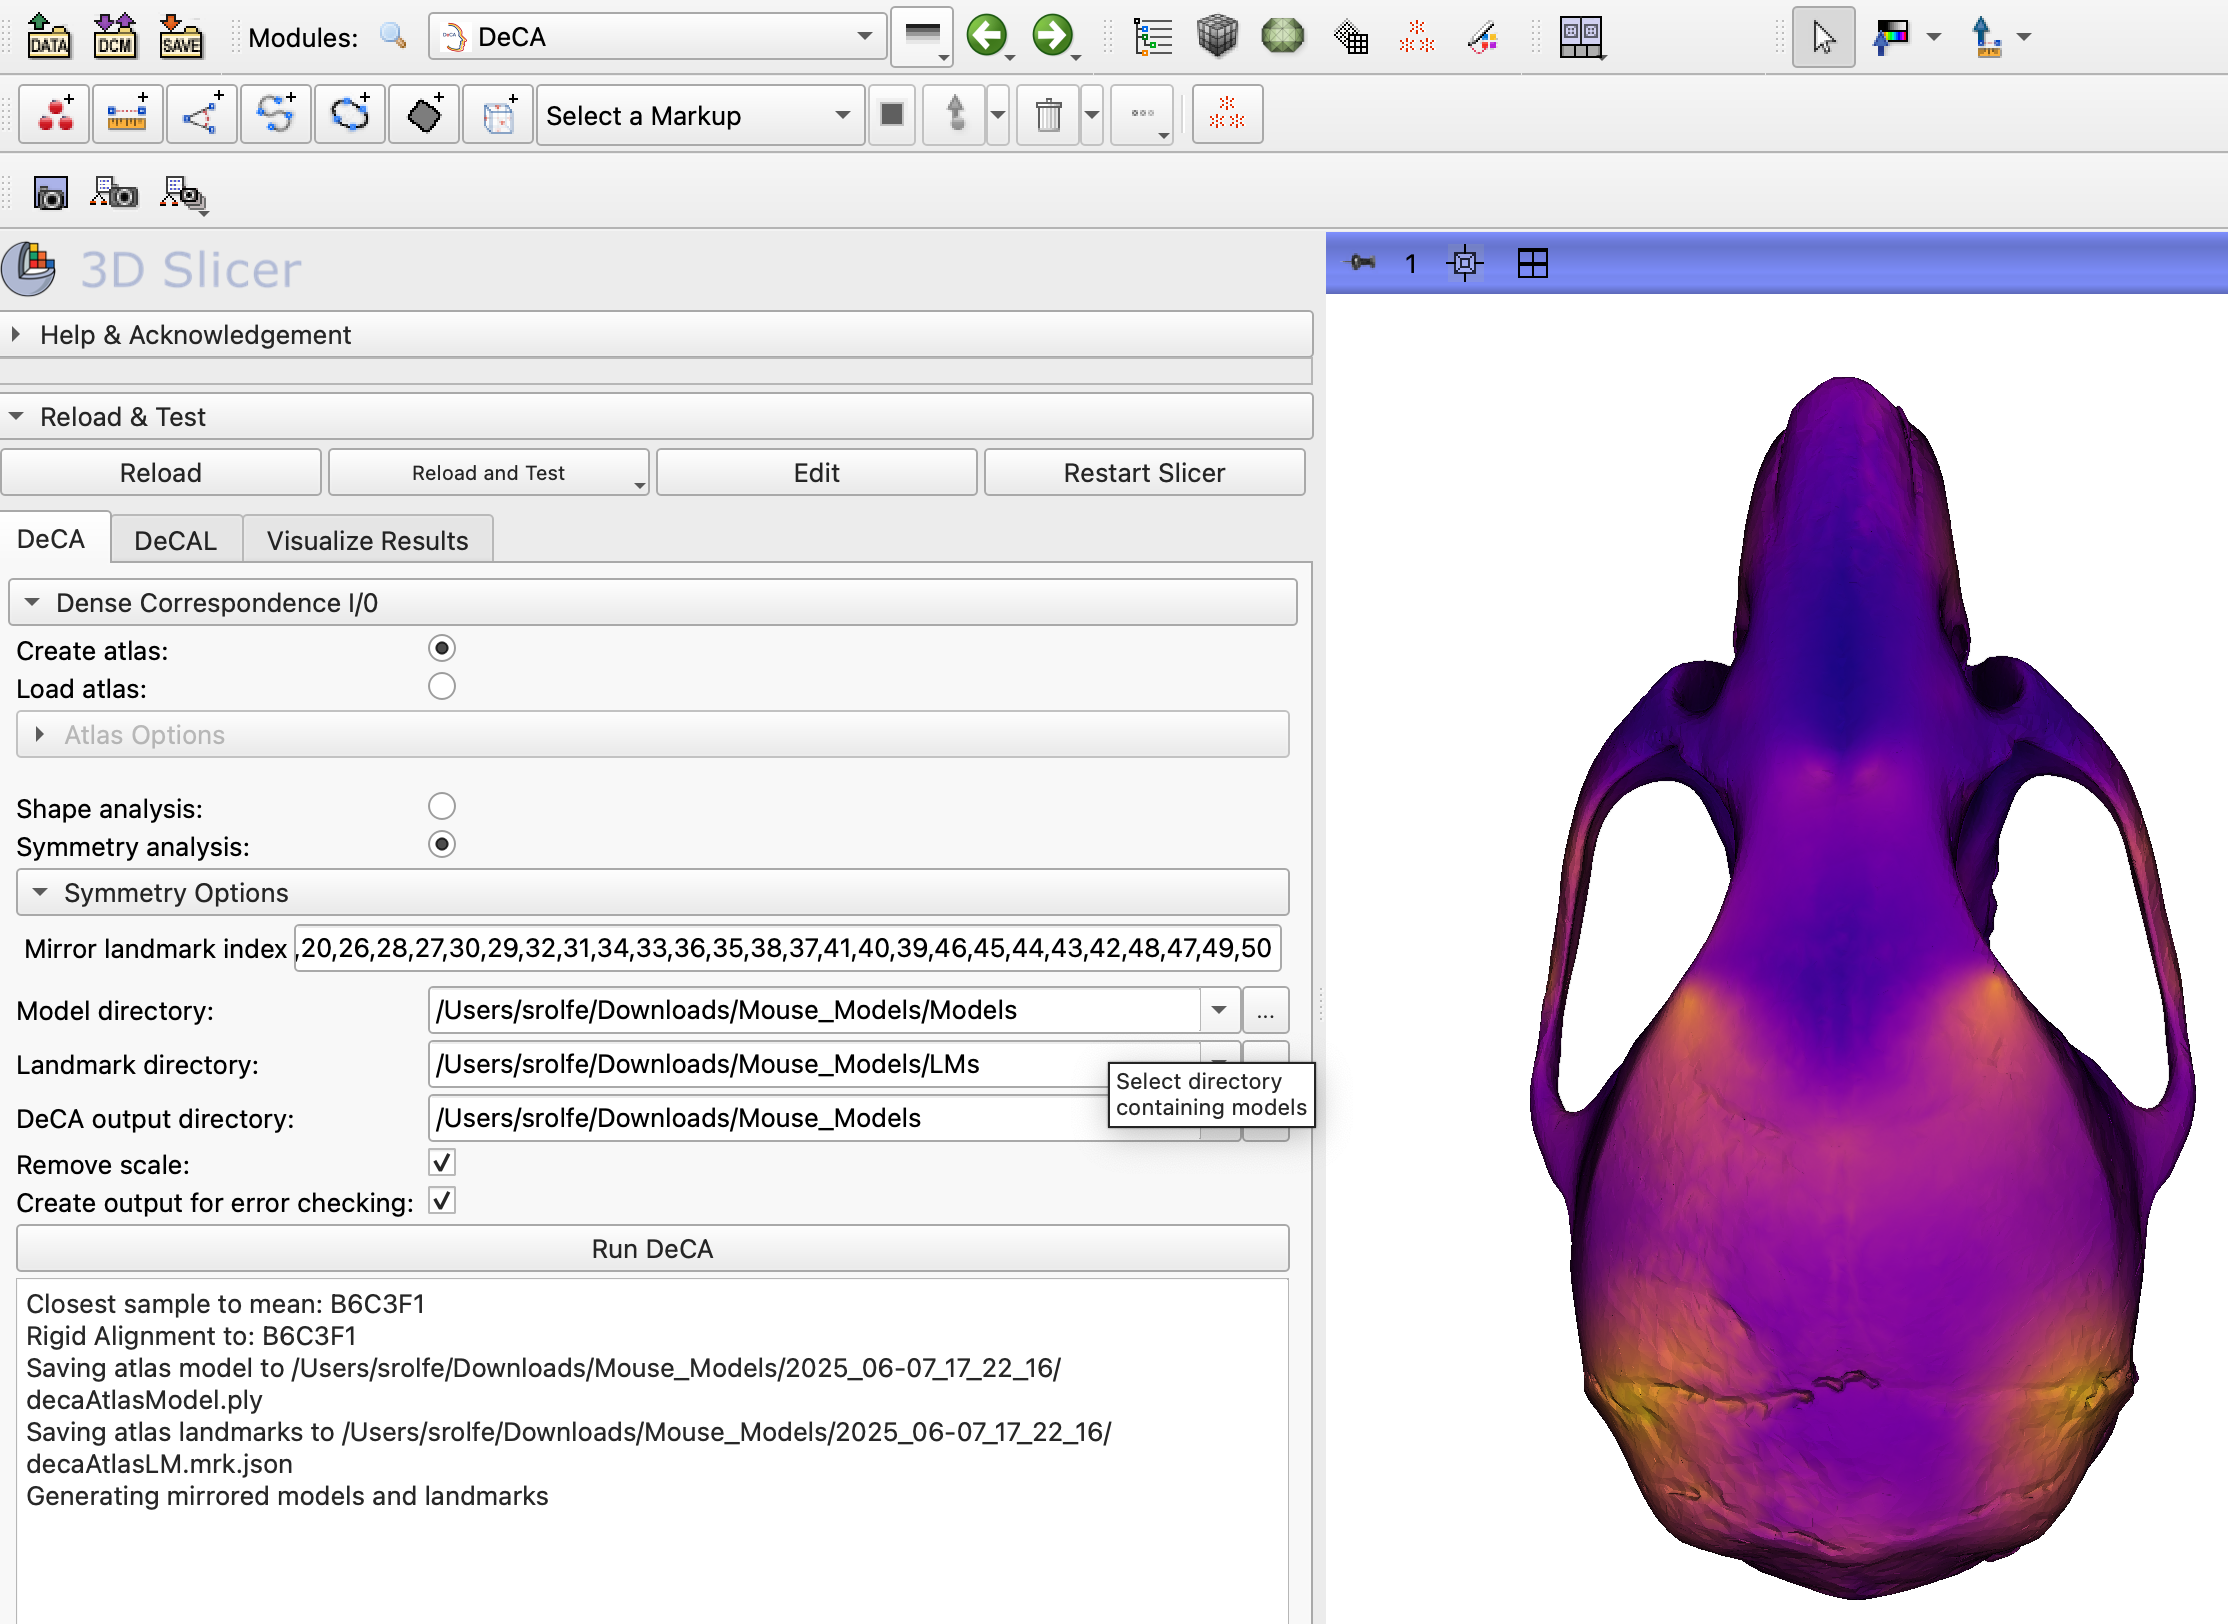 DATA DCM SAVE Modules: DeCA
Select a Markup
3D Slicer
1
Help & Acknowledgement
Reload & Test
Reload Reload and Test Edit Restart Slicer
DeCA DeCAL Visualize Results
Dense Correspondence I/0
Create atlas:
Load atlas:
Atlas Options
Shape analysis:
Symmetry analysis:
Symmetry Options
Mirror landmark index ,20,26,28,27,30,29,32,31,34,33,36,35,38,37,41,40,39,46,45,44,43,42,48,47,49,50
Model directory: /Users/srolfe/Downloads/Mouse_Models/Models ...
Landmark directory: /Users/srolfe/Downloads/Mouse_Models/LMs
Select directory
containing models
DeCA output directory: /Users/srolfe/Downloads/Mouse_Models
Remove scale:
Create output for error checking:
Run DeCA
Closest sample to mean: B6C3F1
Rigid Alignment to: B6C3F1
Saving atlas model to /Users/srolfe/Downloads/Mouse_Models/2025_06-07_17_22_16/
decaAtlasModel.ply
Saving atlas landmarks to /Users/srolfe/Downloads/Mouse_Models/2025_06-07_17_22_16/
decaAtlasLM.mrk.json
Generating mirrored models and landmarks